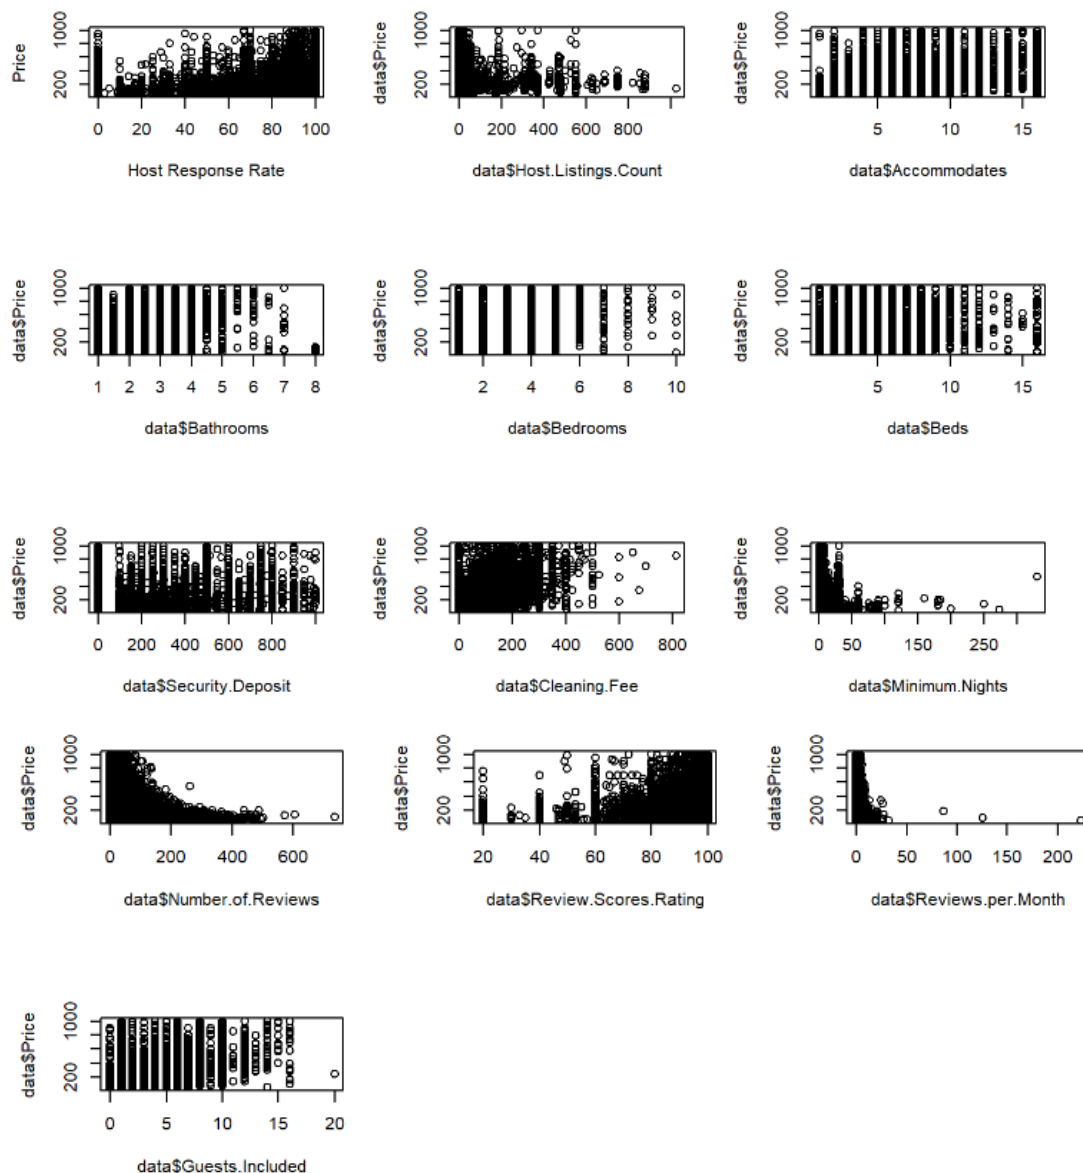 Price
1000
200
0 20 40 60 80 100
Host Response Rate
data$Price
1000
200
0 200 400 600 800
data$Host.Listings.Count
data$Price
1000
200
5 10 15
data$Accommodates
data$Price
1000
200
1 2 3 4 5 6 7 8
data$Bathrooms
data$Price
1000
200
2 4 6 8 10
data$Bedrooms
data$Price
1000
200
5 10 15
data$Beds
data$Price
1000
200
0 200 400 600 800
data$Security.Deposit
data$Price
1000
200
0 200 400 600 800
data$Cleaning.Fee
data$Price
1000
200
0 50 150 250
data$Minimum.Nights
data$Price
1000
200
0 200 400 600
data$Number.of.Reviews
data$Price
1000
200
20 40 60 80 100
data$Review.Scores.Rating
data$Price
1000
200
0 50 100 150 200
data$Reviews.per.Month
data$Price
1000
200
0 5 10 15 20
data$Guests.Included